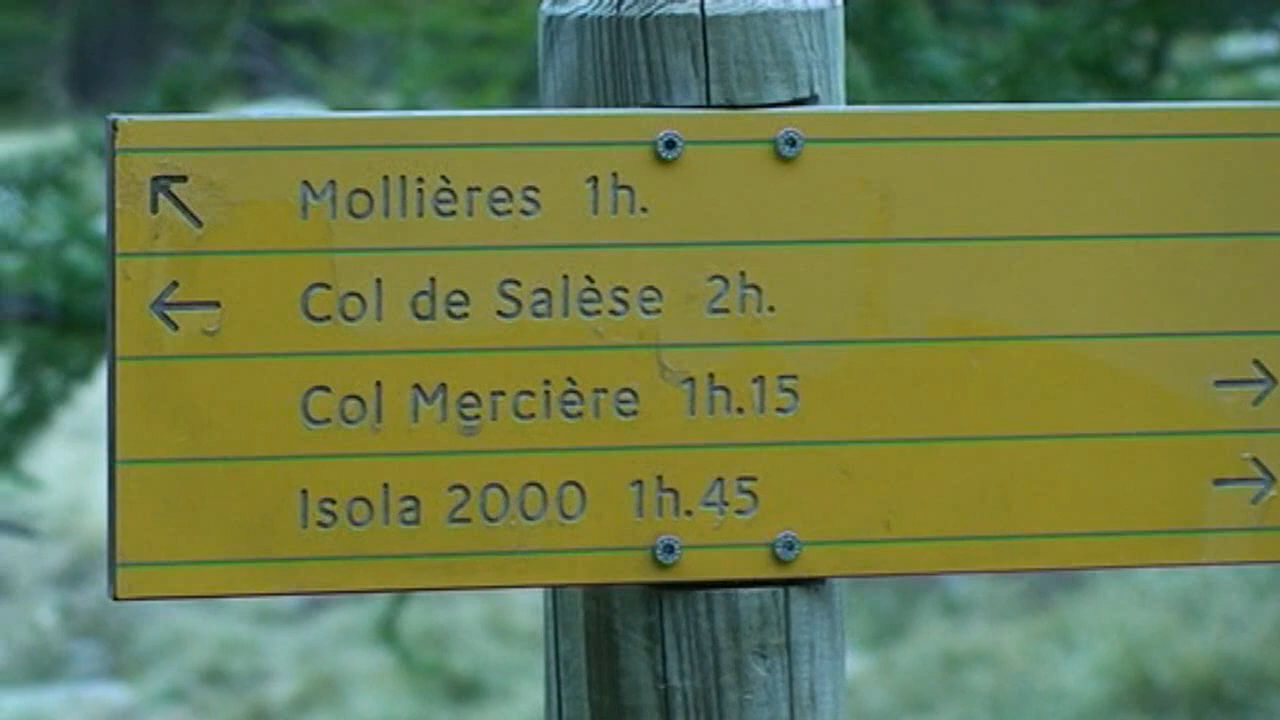 Mollières 1h.
Col de Salèse 2h.
Col Mercière 1h.15
Isola 2000 1h.45